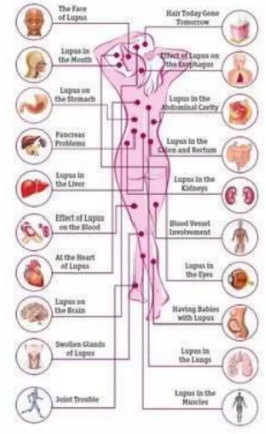 The Face
of Lupus
Lupus in
the Mouth
Lupus on
the Stomach
Pancreas
Problems
Lupus in
the Liver
Effect of Lupus
on the Blood
At the Heart
of Lupus
Lupus on
the Brain
Swollen Glands
of Lupus
Joint Trouble
Hair Today Gone
Tomorrow
Effect of Lupus on
the Esophagus
Lupus in the
Abdominal Cavity
Lupus in the
Colon and Rectum
Lupus in the
Kidneys
Blood Vessel
Involvement
Lupus in
the Eyes
Having Babies
with Lupus
Lupus in
the Lungs
Lupus in the
Muscles